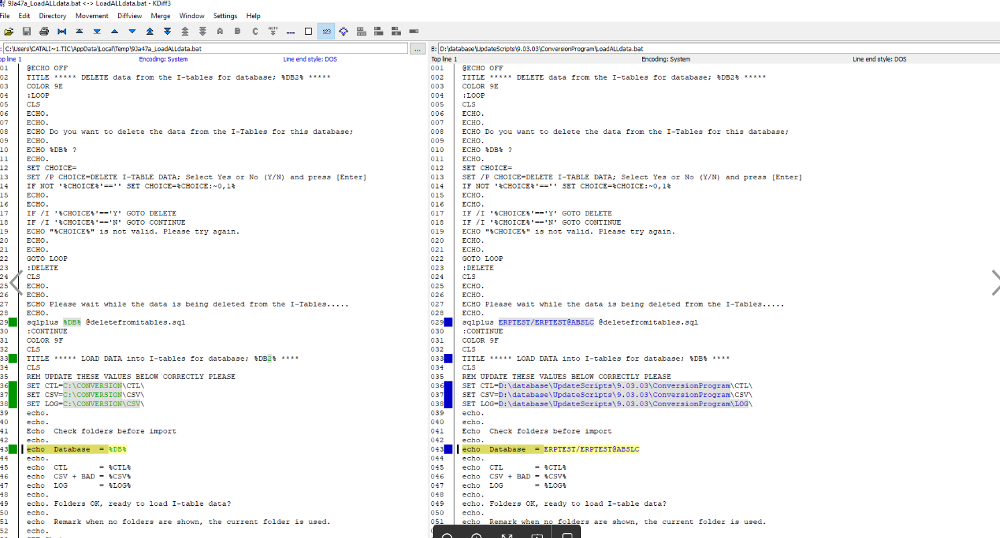 9Ja47a_LoadALLdata.bat <-> LoadALLdata.bat - KDiff3
File Edit Directory Movement Diffview Merge Window Settings Help
A B C AUTO 123
: C:\Users\CATALI~1.TIC\AppData\Local\Temp\9Ja47a_LoadALLdata.bat ...
op line 1 Encoding: System Line end style: DOS
01 @ECHO OFF
02 TITLE ***** DELETE data from the I-tables for database; %DB2% *****
03 COLOR 9E
04 :LOOP
05 CLS
06 ECHO.
07 ECHO.
08 ECHO Do you want to delete the data from the I-Tables for this database;
09 ECHO.
10 ECHO %DB% ?
11 ECHO.
12 SET CHOICE=
13 SET /P CHOICE=DELETE I-TABLE DATA; Select Yes or No (Y/N) and press [Enter]
14 IF NOT '%CHOICE%'=='' SET CHOICE=%CHOICE:~0,1%
15 ECHO.
16 ECHO.
17 IF /I '%CHOICE%'=='Y' GOTO DELETE
18 IF /I '%CHOICE%'=='N' GOTO CONTINUE
19 ECHO "%CHOICE%" is not valid. Please try again.
20 ECHO.
21 ECHO.
22 GOTO LOOP
23 :DELETE
24 CLS
25 ECHO.
26 ECHO.
27 ECHO Please wait while the data is being deleted from the I-Tables.....
28 ECHO.
29 sqlplus %DB% @deletefromitables.sql
30 :CONTINUE
31 COLOR 9F
32 CLS
33 TITLE ***** LOAD DATA into I-tables for database; %DB2% ****
34 CLS
35 REM UPDATE THESE VALUES BELOW CORRECTLY PLEASE
36 SET CTL=C:\CONVERSION\CTL\
37 SET CSV=C:\CONVERSION\CSV\
38 SET LOG=C:\CONVERSION\CSV\
39 echo.
40 echo.
41 Echo  Check folders before import
42 echo.
43 echo  Database  = %DB%
44 echo.
45 echo  CTL       = %CTL%
46 echo  CSV + BAD = %CSV%
47 echo  LOG       = %LOG%
48 echo.
49 echo. Folders OK, ready to load I-table data?
50 echo.
51 echo  Remark when no folders are shown, the current folder is used.
52 echo.
B: D:\database\UpdateScripts\9.03.03\ConversionProgram\LoadALLdata.bat
Top line 1 Encoding: System Line end style: DOS
001 @ECHO OFF
002 TITLE ***** DELETE data from the I-tables for database; %DB2% *****
003 COLOR 9E
004 :LOOP
005 CLS
006 ECHO.
007 ECHO.
008 ECHO Do you want to delete the data from the I-Tables for this database;
009 ECHO.
010 ECHO %DB% ?
011 ECHO.
012 SET CHOICE=
013 SET /P CHOICE=DELETE I-TABLE DATA; Select Yes or No (Y/N) and press [Enter]
014 IF NOT '%CHOICE%'=='' SET CHOICE=%CHOICE:~0,1%
015 ECHO.
016 ECHO.
017 IF /I '%CHOICE%'=='Y' GOTO DELETE
018 IF /I '%CHOICE%'=='N' GOTO CONTINUE
019 ECHO "%CHOICE%" is not valid. Please try again.
020 ECHO.
021 ECHO.
022 GOTO LOOP
023 :DELETE
024 CLS
025 ECHO.
026 ECHO.
027 ECHO Please wait while the data is being deleted from the I-Tables.....
028 ECHO.
029 sqlplus ERPTEST/ERPTEST@ABSLC @deletefromitables.sql
030 :CONTINUE
031 COLOR 9F
032 CLS
033 TITLE ***** LOAD DATA into I-tables for database; %DB% ****
034 CLS
035 REM UPDATE THESE VALUES BELOW CORRECTLY PLEASE
036 SET CTL=D:\database\UpdateScripts\9.03.03\ConversionProgram\CTL\
037 SET CSV=D:\database\UpdateScripts\9.03.03\ConversionProgram\CSV\
038 SET LOG=D:\database\UpdateScripts\9.03.03\ConversionProgram\LOG\
039 echo.
040 echo.
041 Echo  Check folders before import
042 echo.
043 echo  Database  = ERPTEST/ERPTEST@ABSLC
044 echo.
045 echo  CTL       = %CTL%
046 echo  CSV + BAD = %CSV%
047 echo  LOG       = %LOG%
048 echo.
049 echo. Folders OK, ready to load I-table data?
050 echo.
051 echo  Remark when no folders are shown, the current folder is used.
echo.